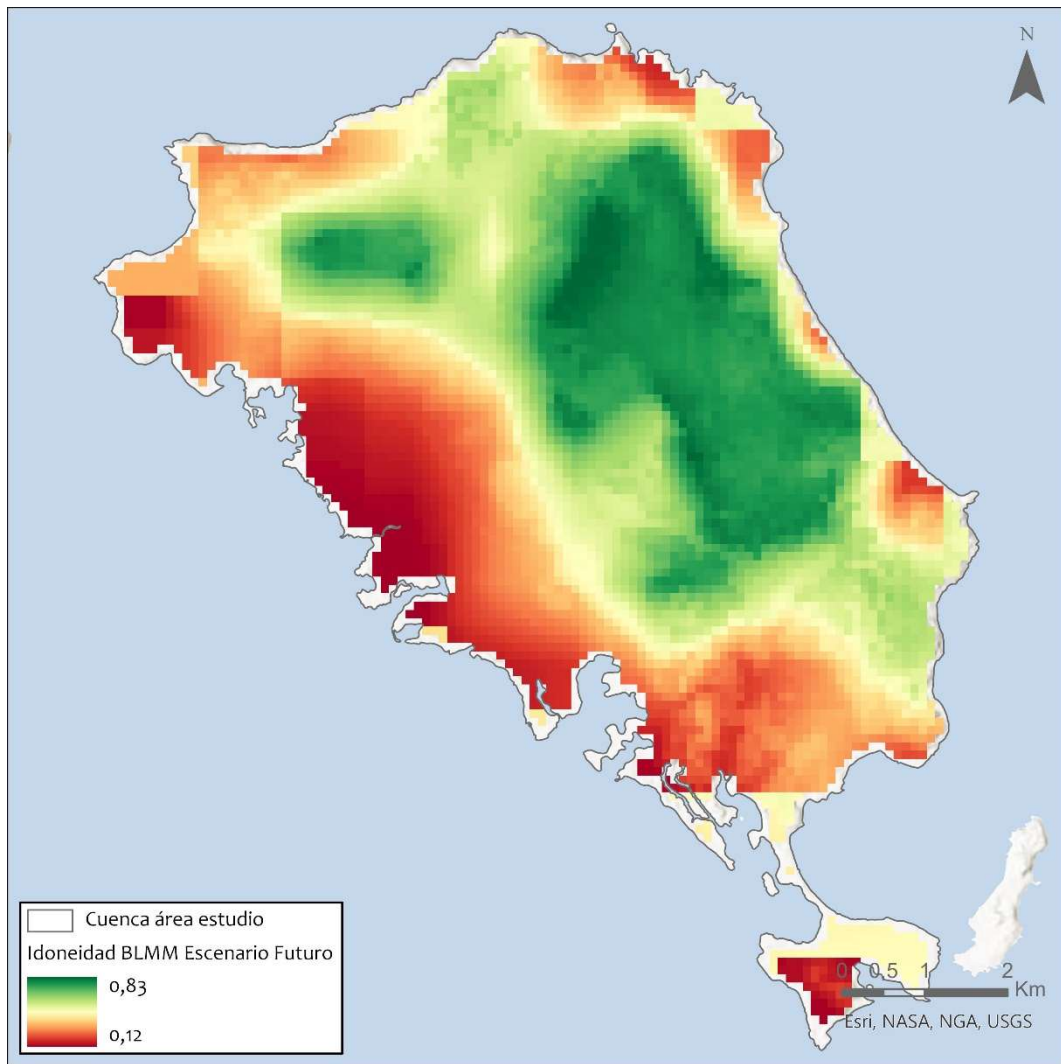 N
Cuenca área estudio
Idoneidad BLMM Escenario Futuro
0,83
0,12
0 0.5 1 2
Km
Esri, NASA, NGA, USGS